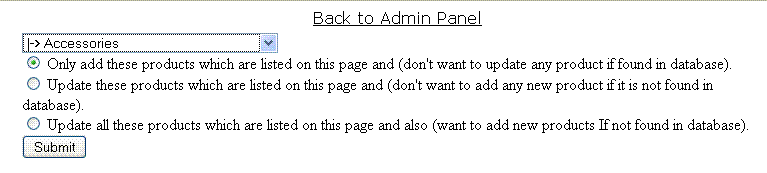 Back to Admin Panel
|-> Accessories
Only add these products which are listed on this page and (don't want to update any product if found in database).
Update these products which are listed on this page and (don't want to add any new product if it is not found in
database).
Update all these products which are listed on this page and also (want to add new products If not found in database).
Submit